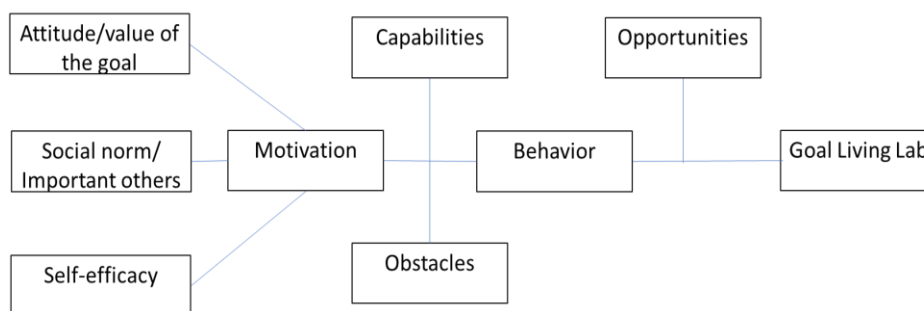 Attitude/value of
the goal
Capabilities
Opportunities
Social norm/
Important others
Motivation
Behavior
Goal Living Lab
Self-efficacy
Obstacles